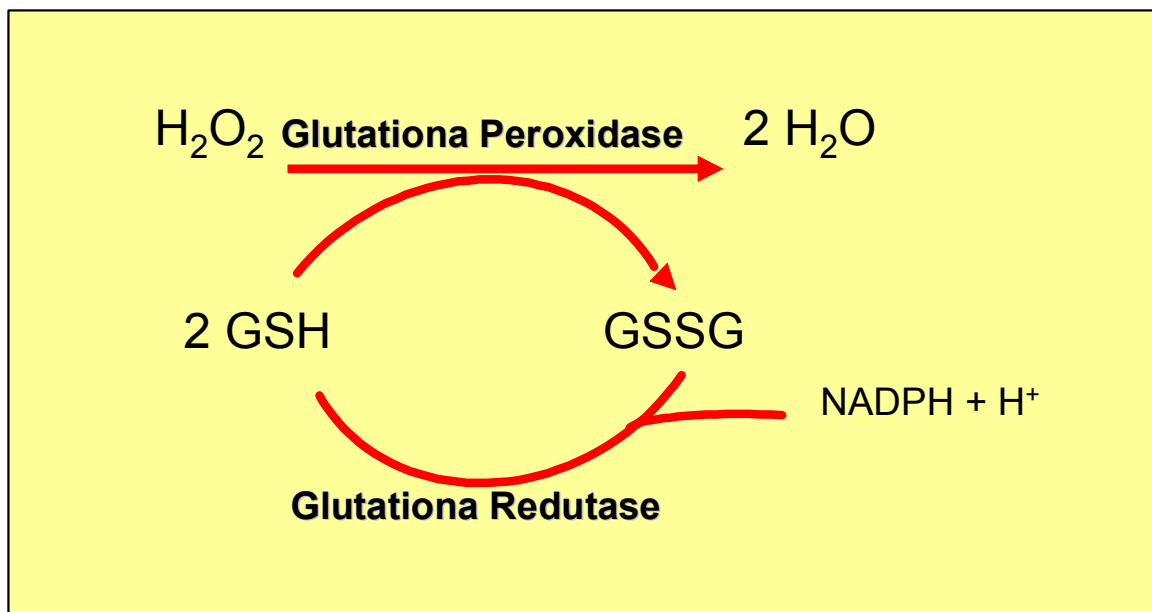 H₂O₂ Glutationa Peroxidase 2 H₂O
2 GSH GSSG
NADPH + H⁺
Glutationa Redutase